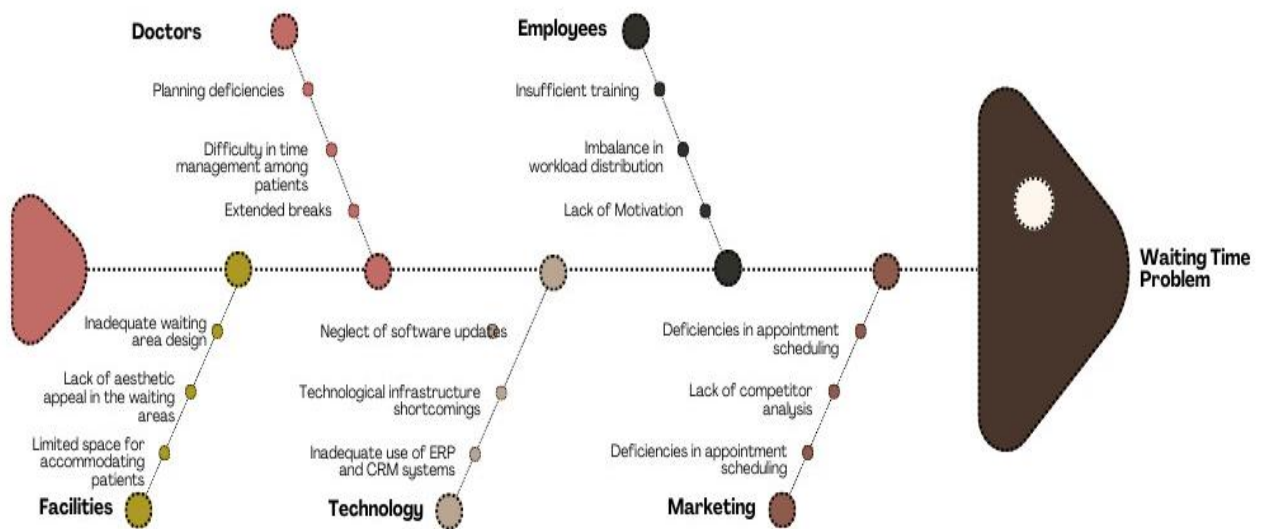 Doctors
Planning deficiencies
Difficulty in time
management among
patients
Extended breaks
Employees
Insufficient training
Imbalance in
workload distribution
Lack of Motivation
Waiting Time
Problem
Inadequate waiting
area design
Lack of aesthetic
appeal in the waiting
areas
Limited space for
accommodating
patients
Facilities
Neglect of software updates
Technological infrastructure
shortcomings
Inadequate use of ERP
and CRM systems
Technology
Deficiencies in appointment
scheduling
Lack of competitor
analysis
Deficiencies in appointment
scheduling
Marketing